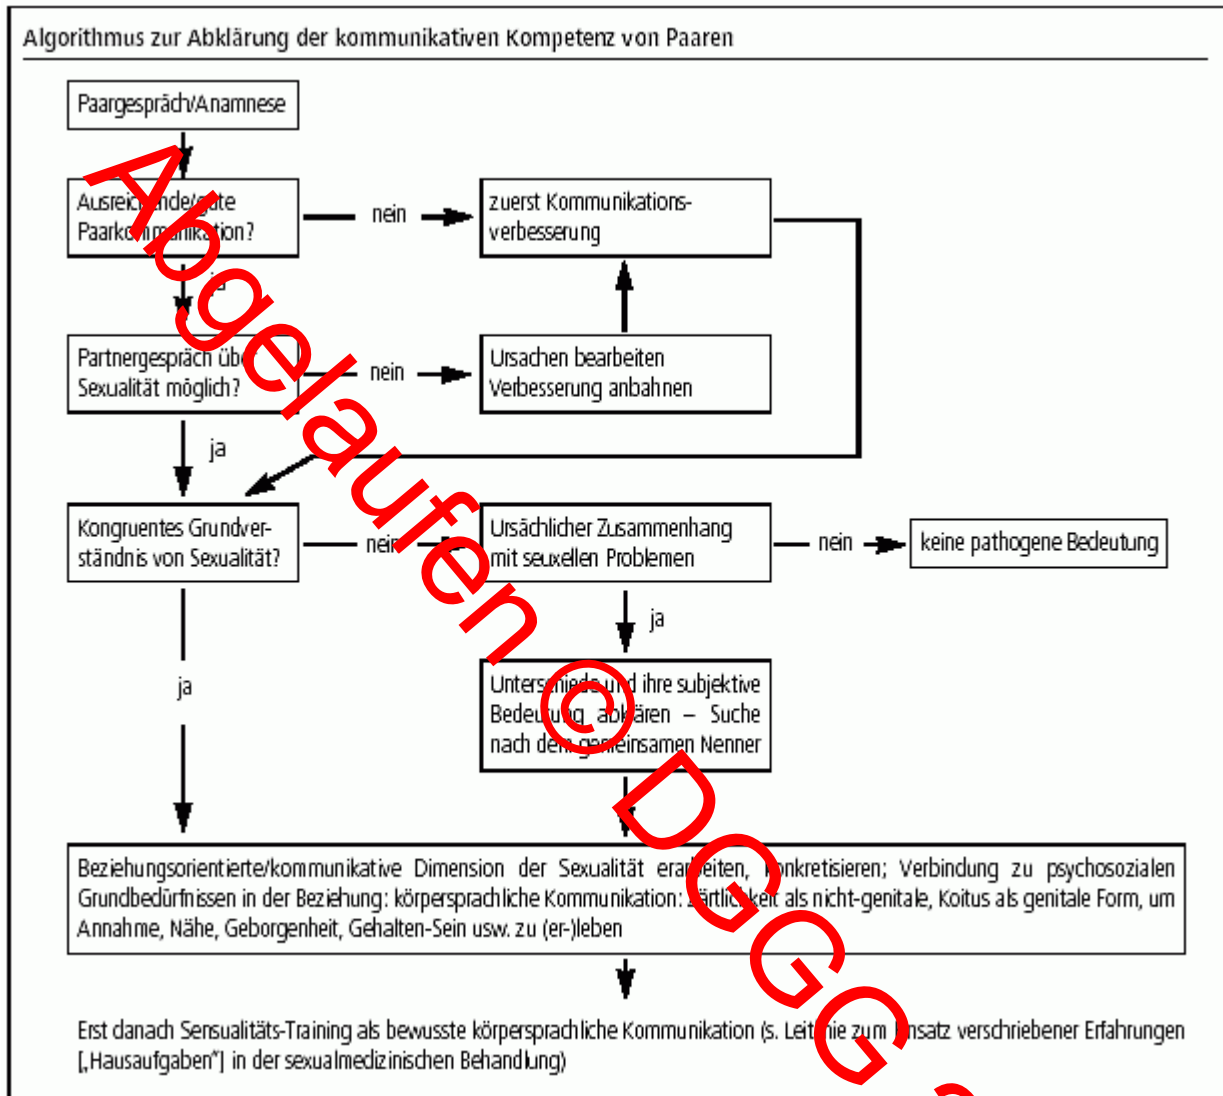 Algorithmus zur Abklärung der kommunikativen Kompetenz von Paaren
Paargespräch/Anamnese
Ausreichende/gute
Paarkommunikation?
nein
zuerst Kommunikations-
verbesserung
ja
Partnergespräch über
Sexualität möglich?
nein
Ursachen bearbeiten
Verbesserung anbahnen
ja
Kongruentes Grundver-
ständnis von Sexualität?
nein
Ursächlicher Zusammenhang
mit seuxellen Problemen
nein
keine pathogene Bedeutung
ja
ja
Unterschiede und ihre subjektive
Bedeutung abklären – Suche
nach dem gemeinsamen Nenner
Beziehungsorientierte/kommunikative Dimension der Sexualität erarbeiten, konkretisieren; Verbindung zu psychosozialen
Grundbedürfnissen in der Beziehung: körpersprachliche Kommunikation: Zärtlichkeit als nicht-genitale, Koitus als genitale Form, um
Annahme, Nähe, Geborgenheit, Gehalten-Sein usw. zu (er-)leben
Erst danach Sensualitäts-Training als bewusste körpersprachliche Kommunikation (s. Leitlinie zum Einsatz verschriebener Erfahrungen
[„Hausaufgaben"] in der sexualmedizinischen Behandlung)
Abgelaufen © DGGG